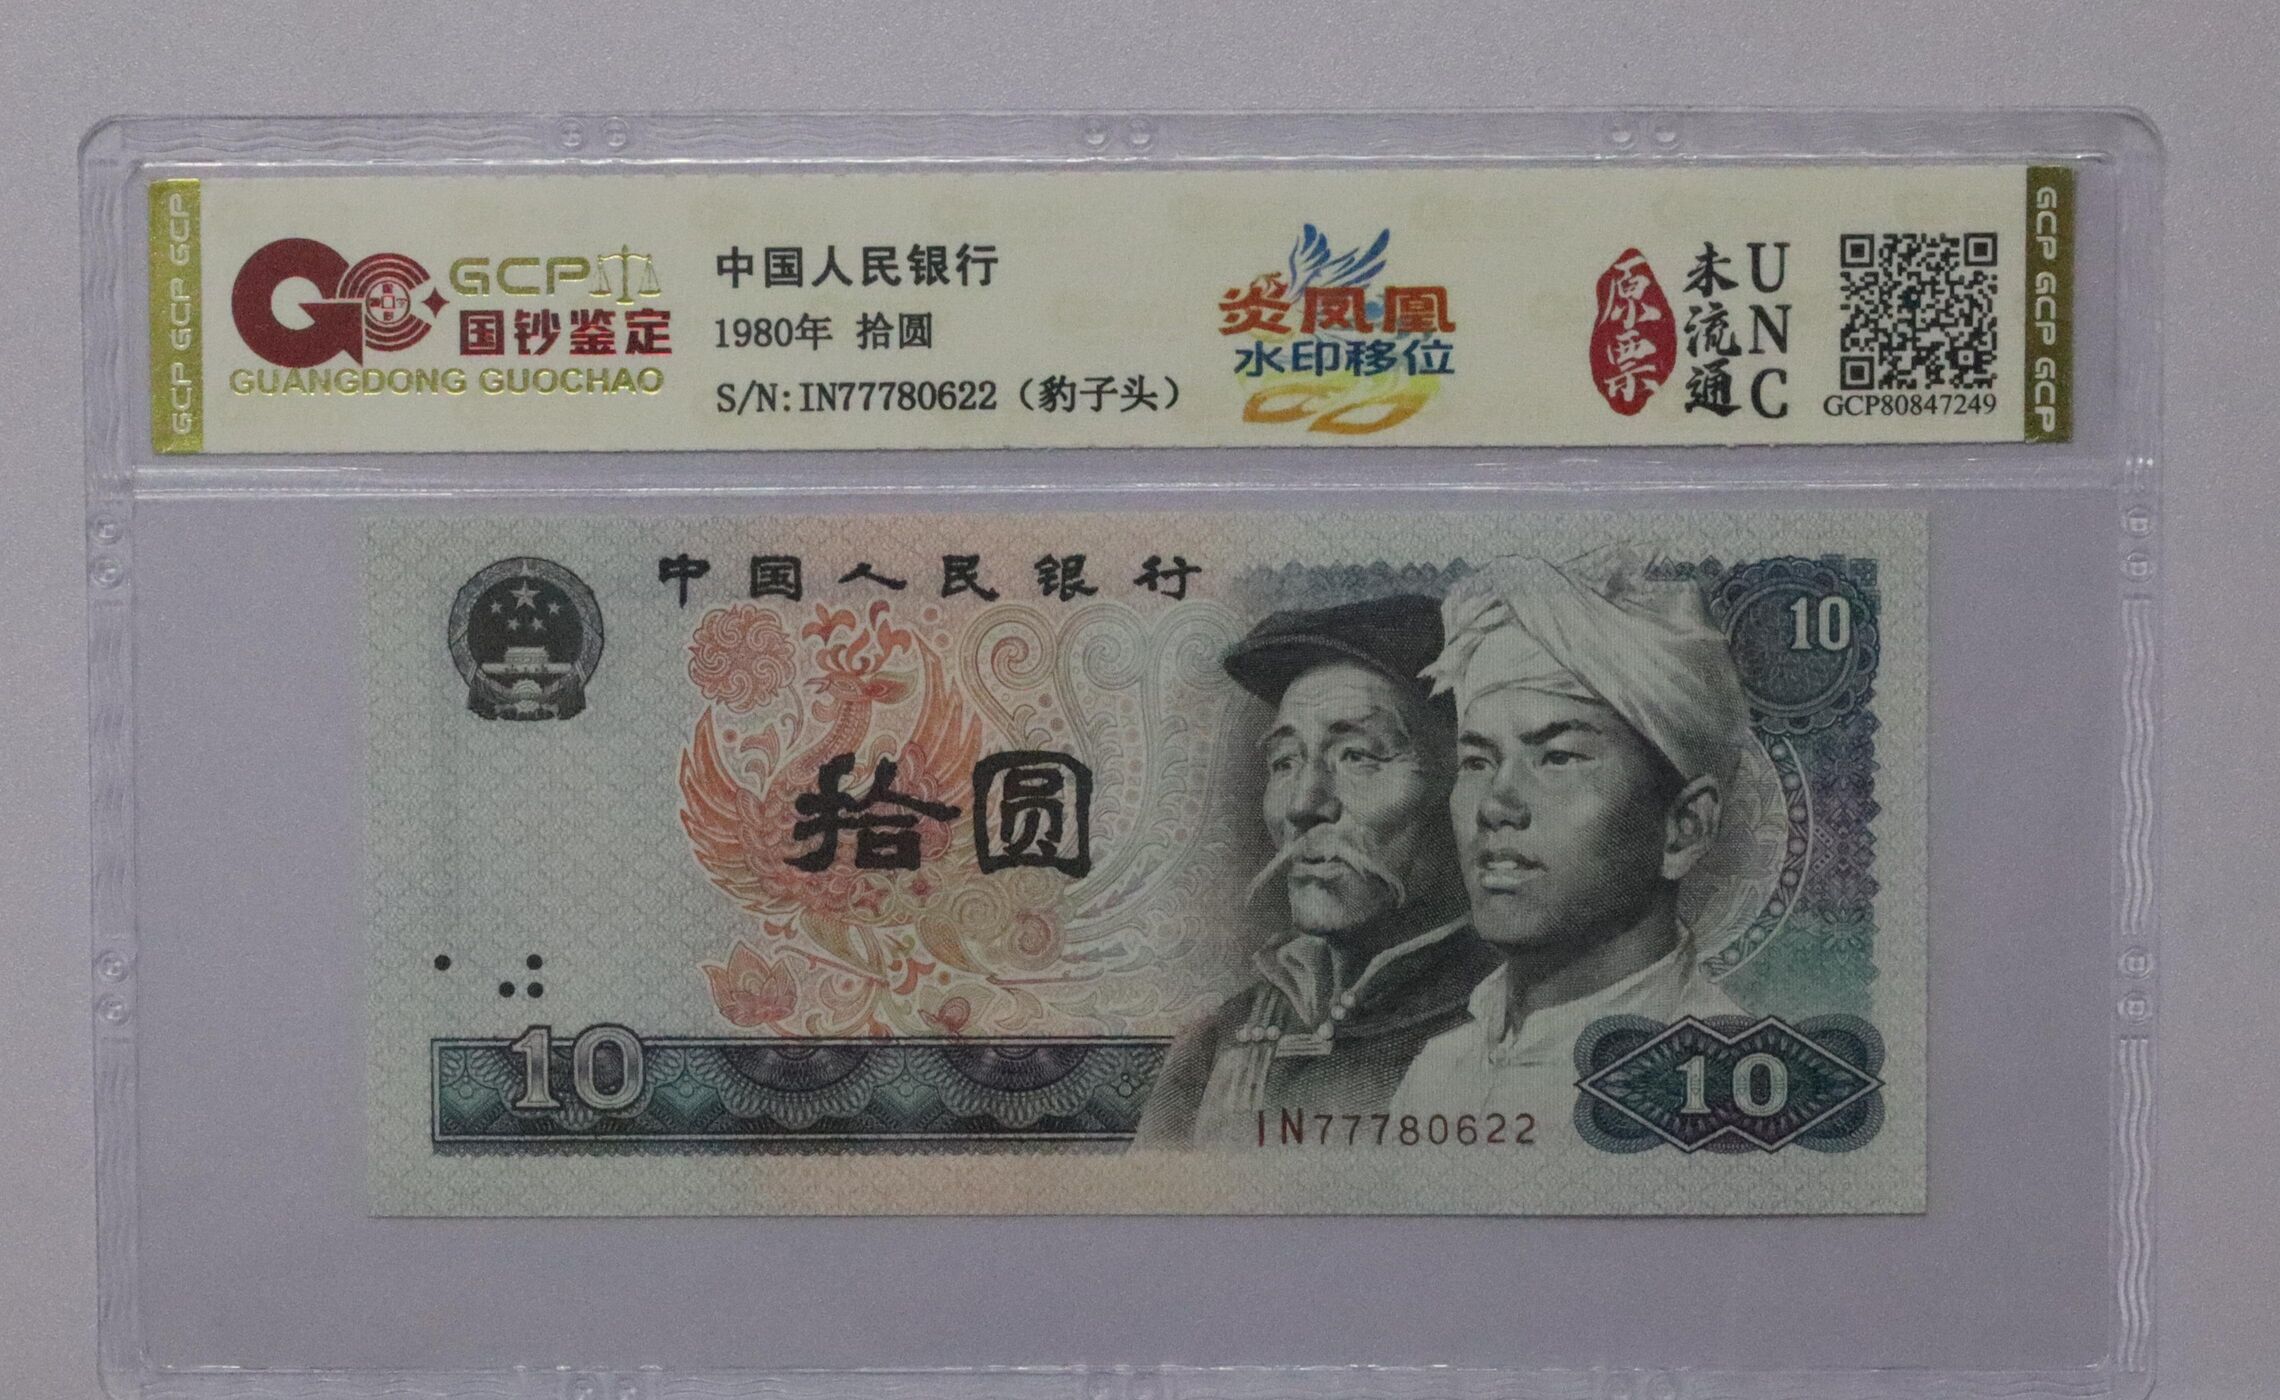 GCP GCP GCP
GCP
国钞鉴定
GUANGDONG GUOCHAO
中国人民银行
1980年 拾圆
S/N:IN77780622（豹子头）
炎凤凰
水印移位
原票
未流通
UNC
GCP80847249
GCP GCP GCP
中国人民银行
10
拾圆
10
IN77780622
10